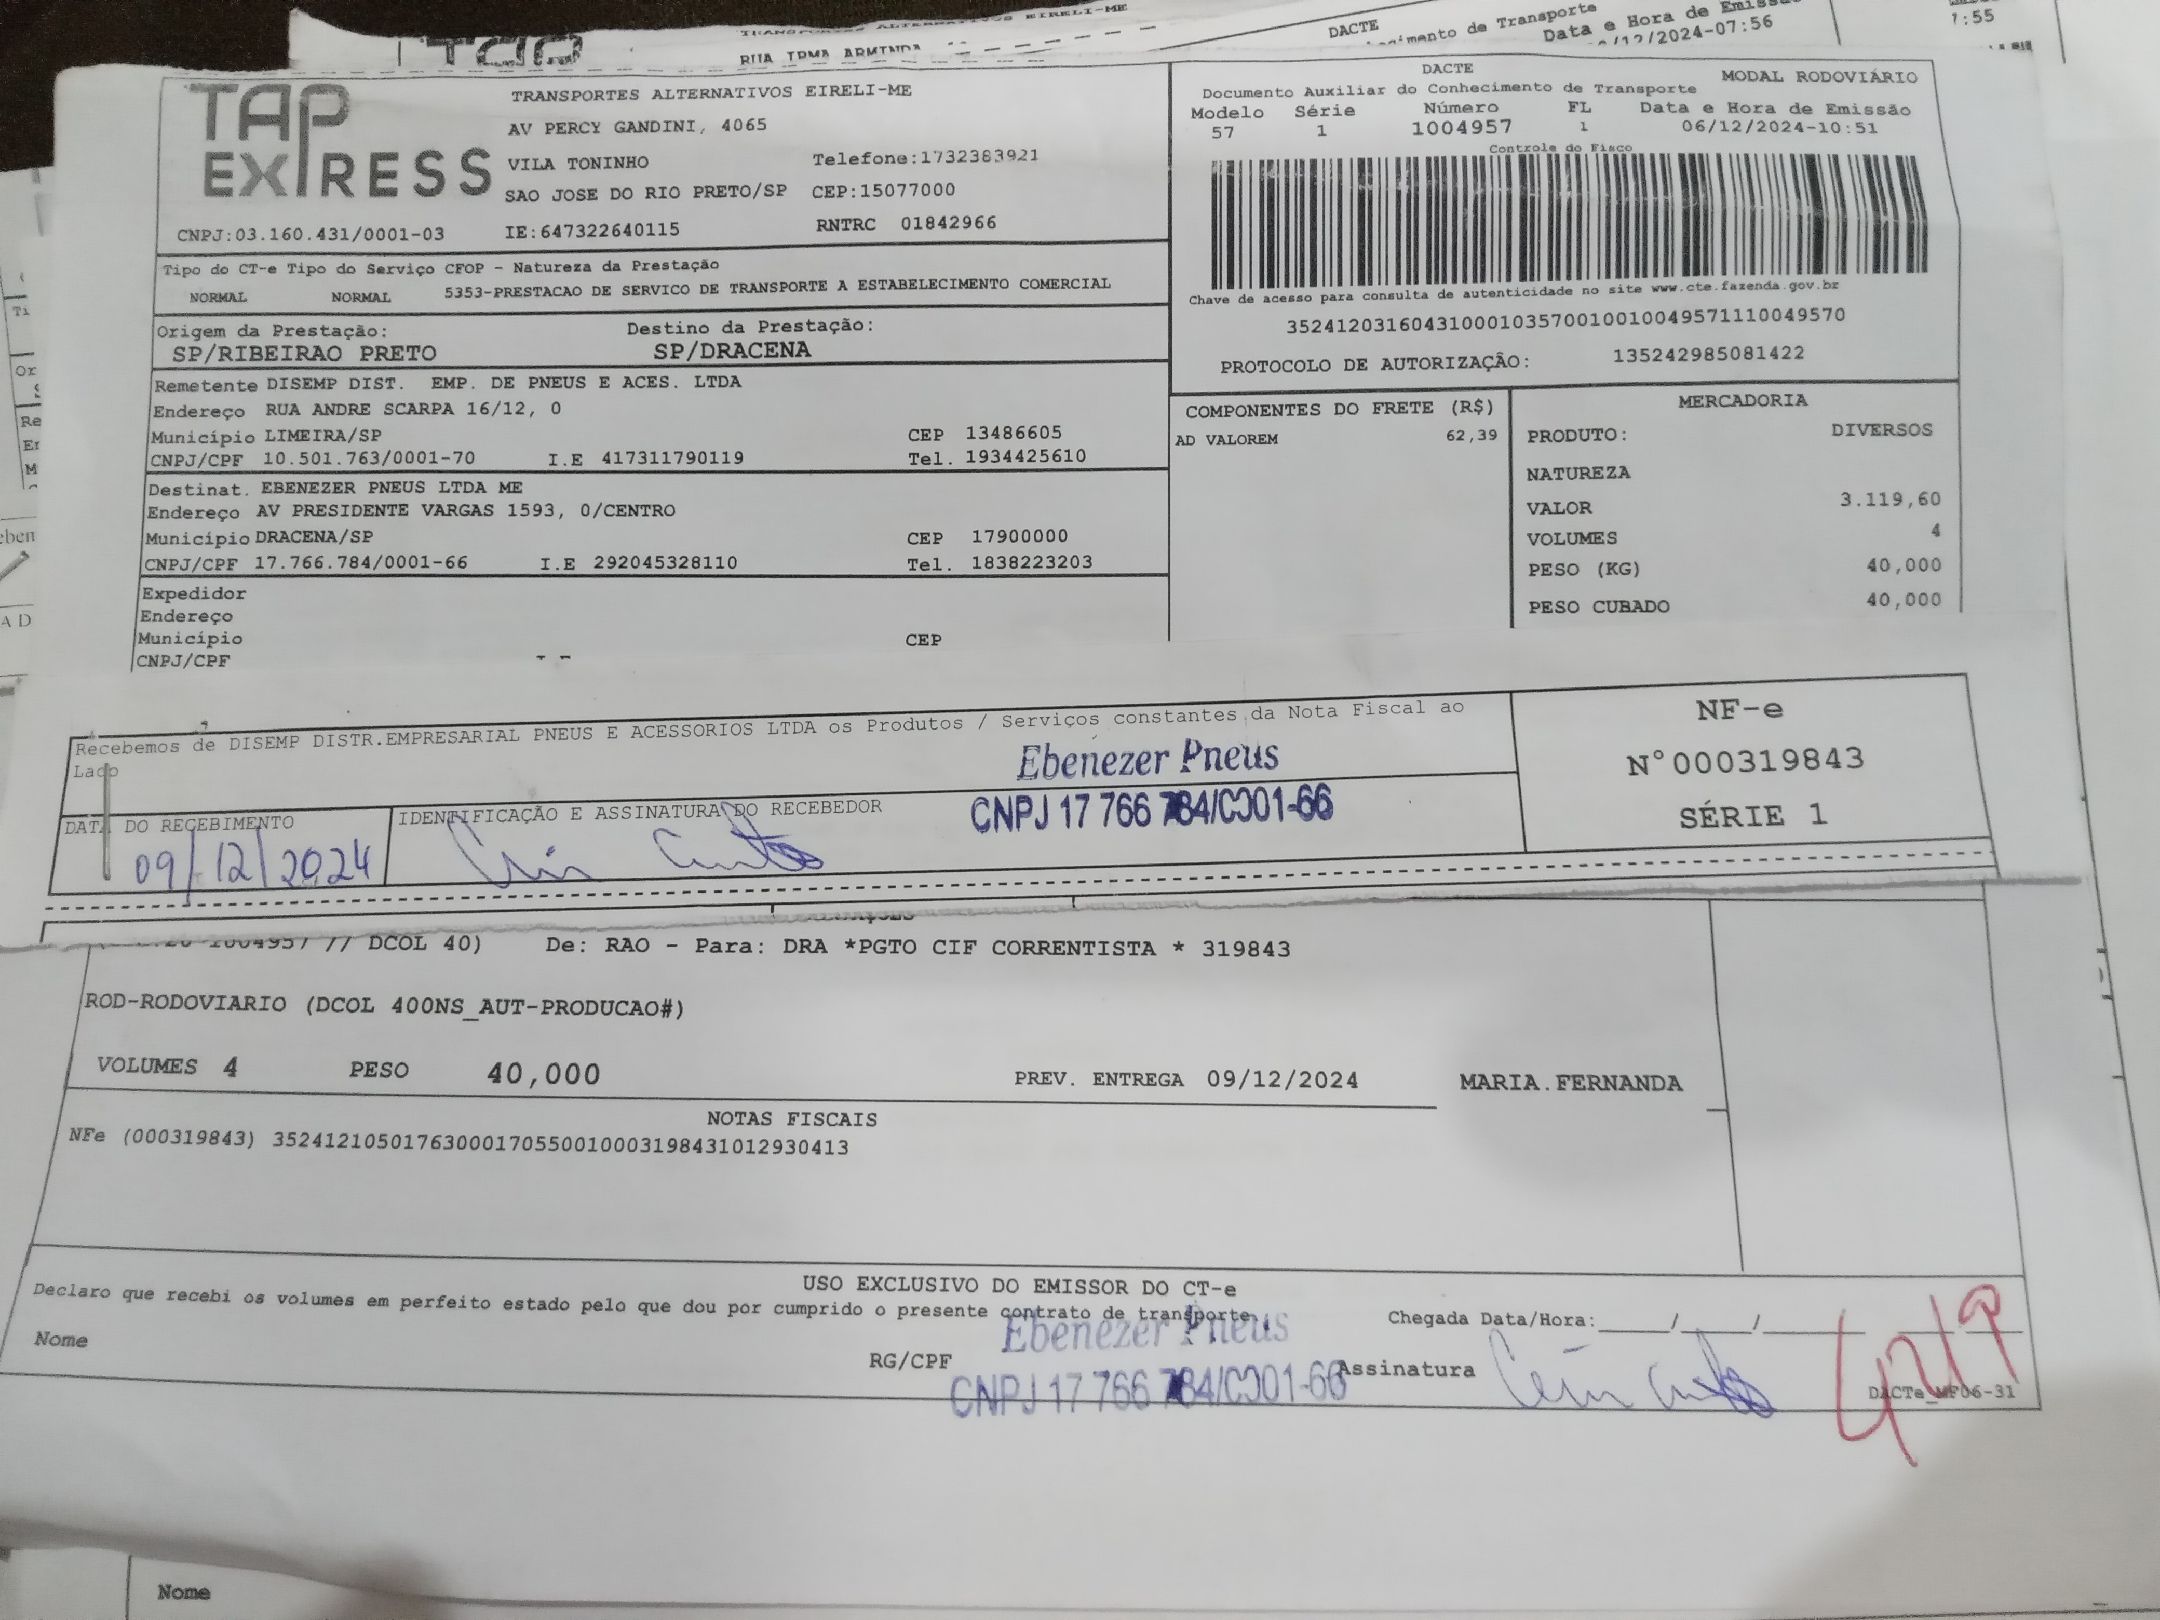 TRANSPORTES ALTERNATIVOS EIRELI-ME
RUA IRMA ARMINDA
DACTE
Data e Hora de Emiss
/12/2024-07:56
:55
TAP EXPRESS
TRANSPORTES ALTERNATIVOS EIRELI-ME
AV PERCY GANDINI, 4065
VILA TONINHO Telefone:1732383921
SAO JOSE DO RIO PRETO/SP CEP:15077000
CNPJ:03.160.431/0001-03 IE:647322640115 RNTRC 01842966
DACTE MODAL RODOVIÁRIO
Documento Auxiliar do Conhecimento de Transporte
Modelo Série Número FL Data e Hora de Emissão
57 1 1004957 1 06/12/2024-10:51
Controle do Fisco
Chave de acesso para consulta de autenticidade no site www.cte.fazenda.gov.br
35241203160431000103570010010049571110049570
PROTOCOLO DE AUTORIZAÇÃO: 135242985081422
Tipo do CT-e Tipo do Serviço CFOP - Natureza da Prestação
NORMAL NORMAL 5353-PRESTACAO DE SERVICO DE TRANSPORTE A ESTABELECIMENTO COMERCIAL
Origem da Prestação: Destino da Prestação:
SP/RIBEIRAO PRETO SP/DRACENA
Remetente DISEMP DIST. EMP. DE PNEUS E ACES. LTDA
Endereço RUA ANDRE SCARPA 16/12, 0
Município LIMEIRA/SP CEP 13486605
CNPJ/CPF 10.501.763/0001-70 I.E 417311790119 Tel. 1934425610
Destinat. EBENEZER PNEUS LTDA ME
Endereço AV PRESIDENTE VARGAS 1593, 0/CENTRO
Município DRACENA/SP CEP 17900000
CNPJ/CPF 17.766.784/0001-66 I.E 292045328110 Tel. 1838223203
Expedidor
Endereço
Município CEP
CNPJ/CPF
COMPONENTES DO FRETE (R$)
AD VALOREM 62,39
MERCADORIA
PRODUTO: DIVERSOS
NATUREZA
VALOR 3.119,60
VOLUMES 4
PESO (KG) 40,000
PESO CUBADO 40,000
Recebemos de DISEMP DISTR.EMPRESARIAL PNEUS E ACESSORIOS LTDA os Produtos / Serviços constantes da Nota Fiscal ao
Lado
Ebenezer Pneus
CNPJ 17 766 784/0001-66
DATA DO RECEBIMENTO IDENTIFICAÇÃO E ASSINATURA DO RECEBEDOR
09/12/2024
NF-e
N°000319843
SÉRIE 1
1004957 // DCOL 40) De: RAO - Para: DRA *PGTO CIF CORRENTISTA * 319843
ROD-RODOVIARIO (DCOL 400NS_AUT-PRODUCAO#)
VOLUMES 4 PESO 40,000 PREV. ENTREGA 09/12/2024 MARIA.FERNANDA
NOTAS FISCAIS
NFe (000319843) 35241210501763000170550010003198431012930413
USO EXCLUSIVO DO EMISSOR DO CT-e
Declaro que recebi os volumes em perfeito estado pelo que dou por cumprido o presente contrato de transporte.
Ebenezer Pneus
CNPJ 17 766 784/0001-66
Chegada Data/Hora:____/____/____
Nome RG/CPF Assinatura
DACTe_MF06-31
Nome